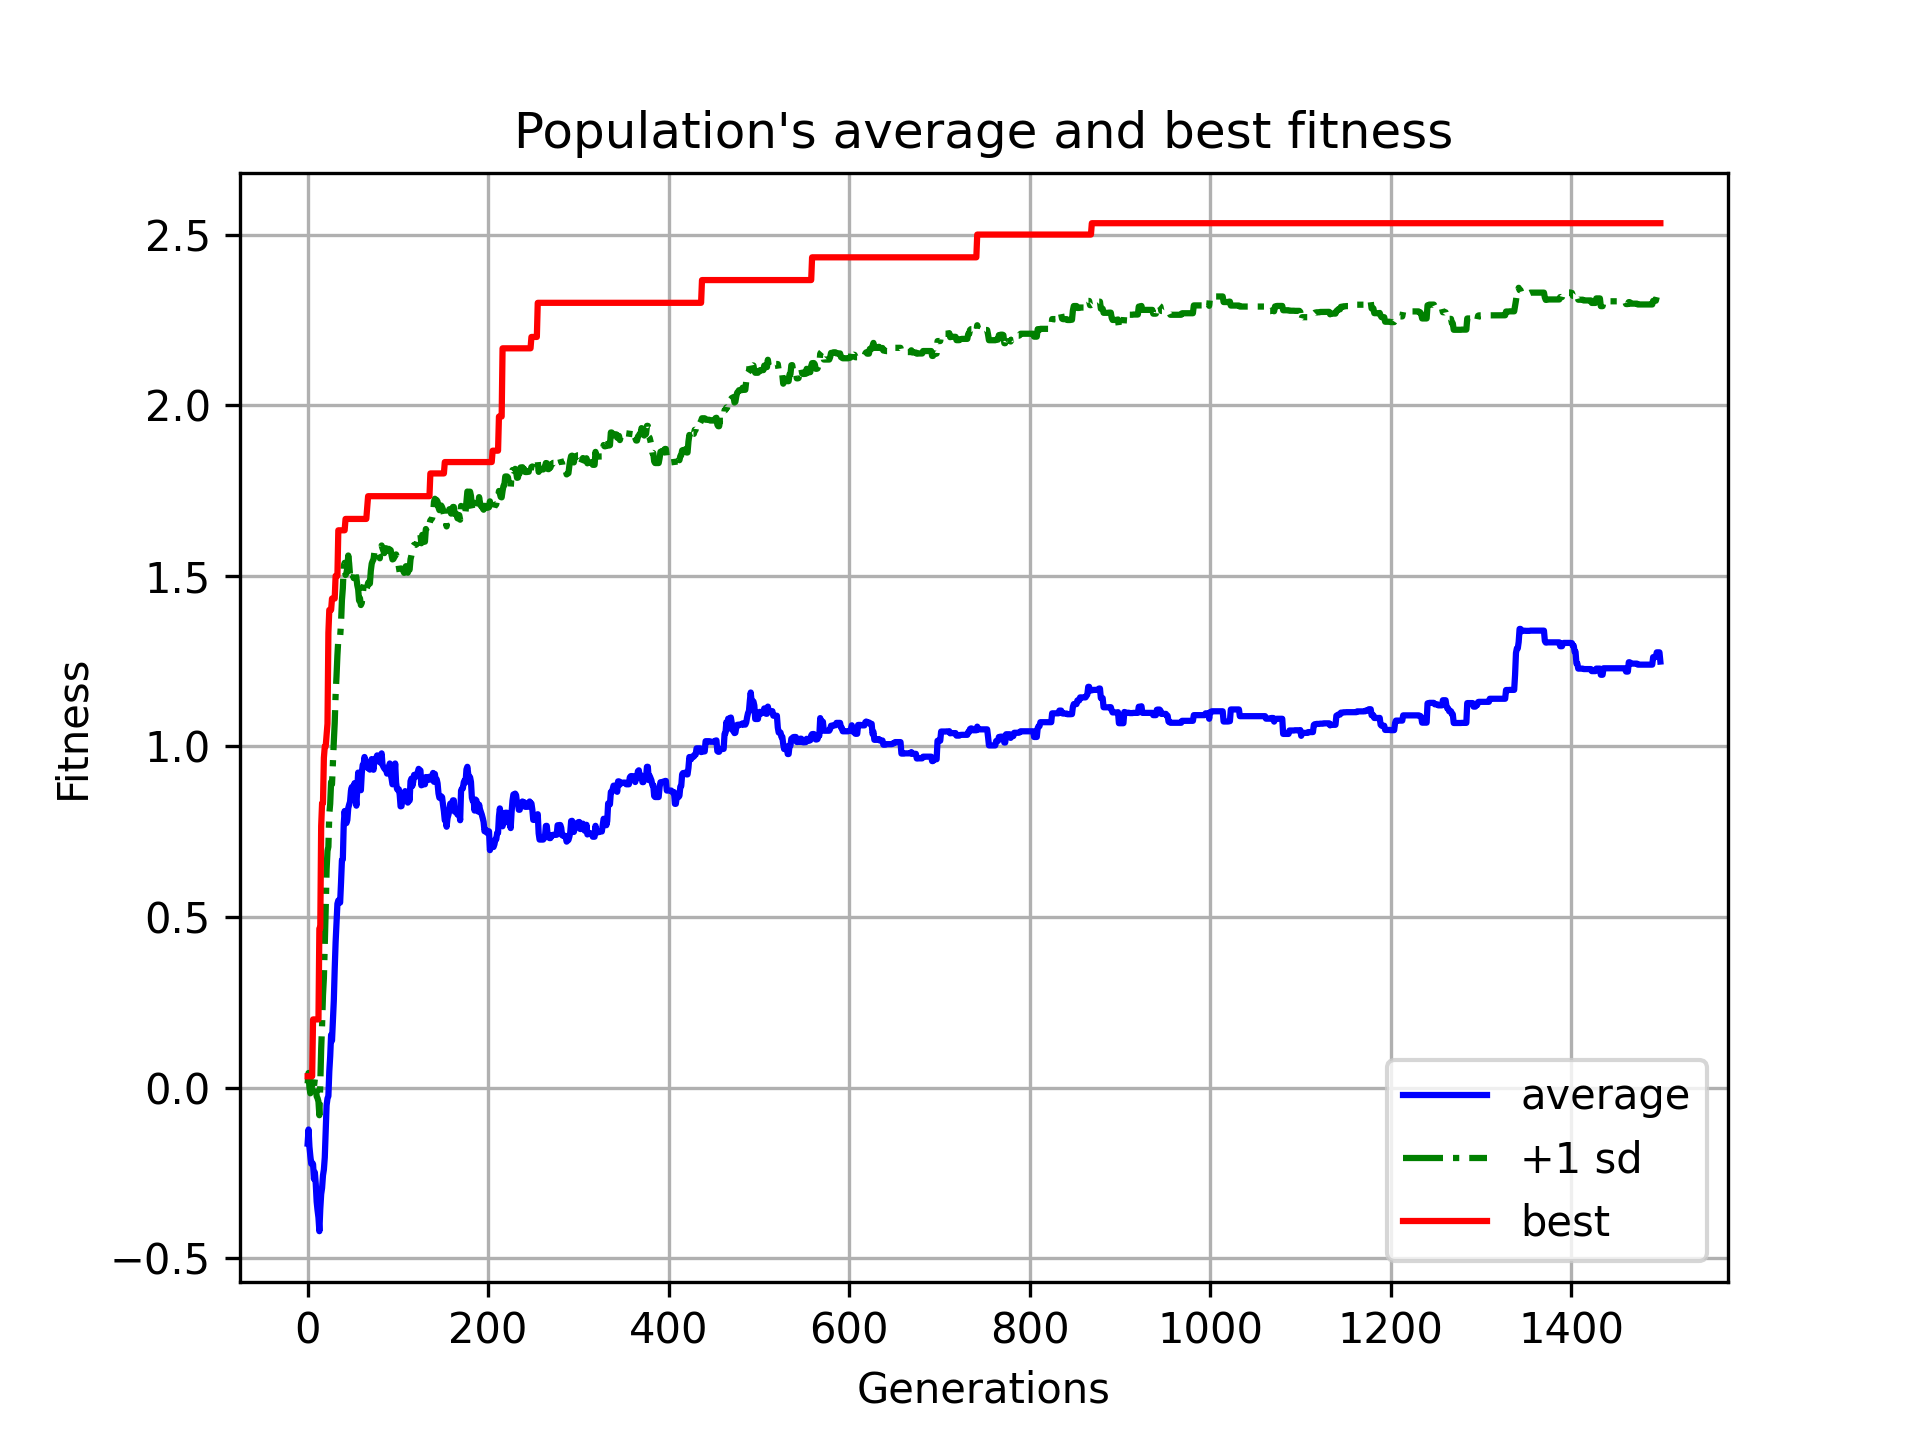 Population's average and best fitness
Fitness
2.5
2.0
1.5
1.0
0.5
0.0
−0.5
0 200 400 600 800 1000 1200 1400
Generations
average
+1 sd
best